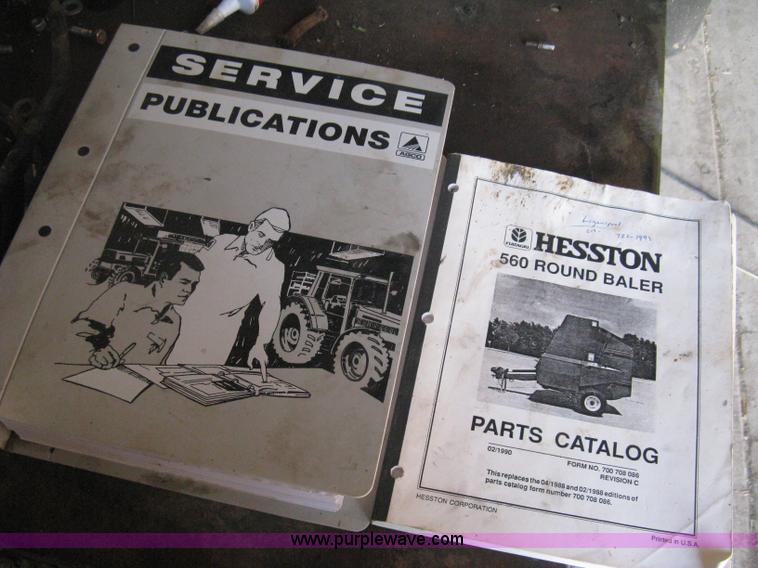 SERVICE
PUBLICATIONS
AGCO
FIATAGRI
HESSTON
560 ROUND BALER
PARTS CATALOG
02/1990
FORM NO. 700 708 086
REVISION C
This replaces the 04/1988 and 02/1988 editions of
parts catalog form number 700 708 086.
HESSTON CORPORATION
Printed in U.S.A.
www.purplewave.com